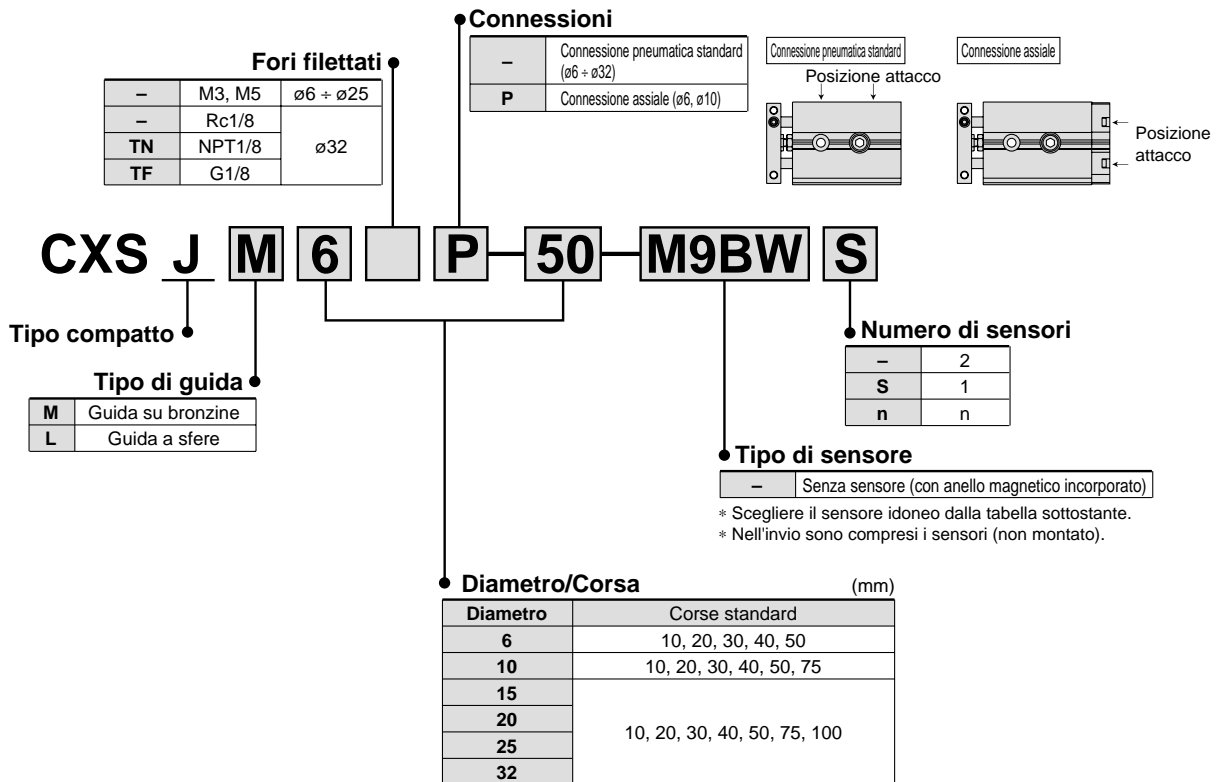 Connessioni
– Connessione pneumatica standard
(ø6 ÷ ø32)
P Connessione assiale (ø6, ø10)
Connessione pneumatica standard
Posizione attacco
Connessione assiale
Posizione
attacco
Fori filettati
– M3, M5 ø6 ÷ ø25
– Rc1/8
TN NPT1/8 ø32
TF G1/8
CXS J M 6 P 50 M9BW S
Tipo compatto
Tipo di guida
M Guida su bronzine
L Guida a sfere
Numero di sensori
– 2
S 1
n n
Tipo di sensore
– Senza sensore (con anello magnetico incorporato)
* Scegliere il sensore idoneo dalla tabella sottostante.
* Nell'invio sono compresi i sensori (non montato).
Diametro/Corsa (mm)
Diametro Corse standard
6 10, 20, 30, 40, 50
10 10, 20, 30, 40, 50, 75
15
20
10, 20, 30, 40, 50, 75, 100
25
32